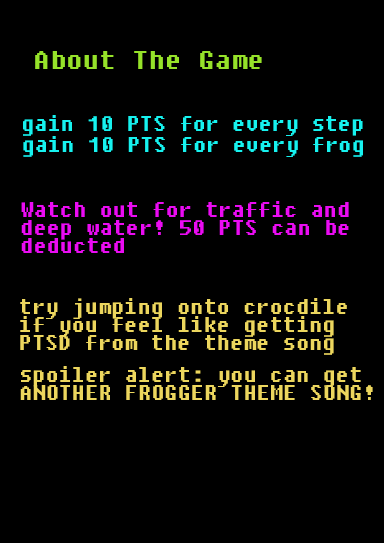 About The Game
gain 10 PTS for every step
gain 10 PTS for every frog
Watch out for traffic and
deep water! 50 PTS can be
deducted
try jumping onto crocdile
if you feel like getting
PTSD from the theme song
spoiler alert: you can get
ANOTHER FROGGER THEME SONG!